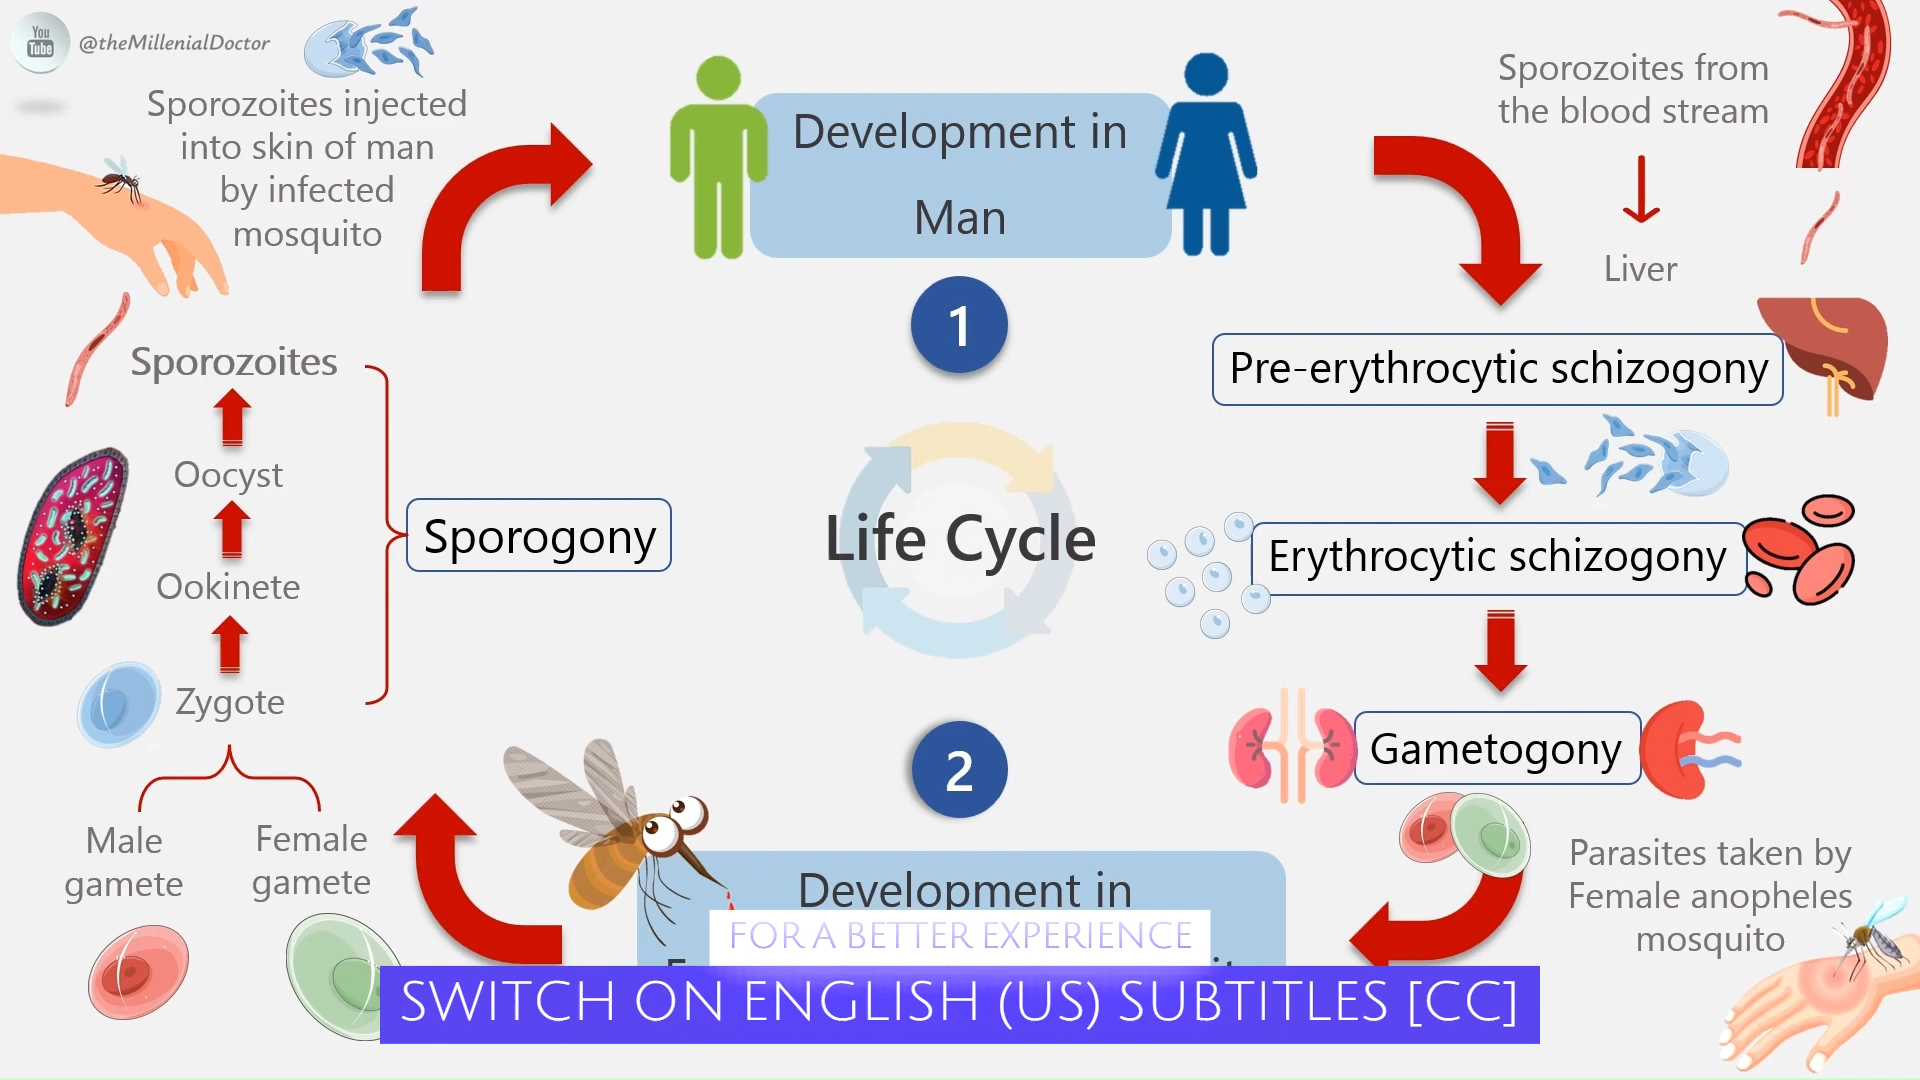 You
Tube
@theMillenialDoctor
Sporozoites injected
into skin of man
by infected
mosquito
Development in
Man
Sporozoites from
the blood stream
Liver
1
Pre-erythrocytic schizogony
Sporozoites
Oocyst
Ookinete
Zygote
Sporogony
Life Cycle
Erythrocytic schizogony
Gametogony
2
Male
gamete
Female
gamete
Development in
Parasites taken by
Female anopheles
mosquito
FOR A BETTER EXPERIENCE
SWITCH ON ENGLISH (US) SUBTITLES [CC]